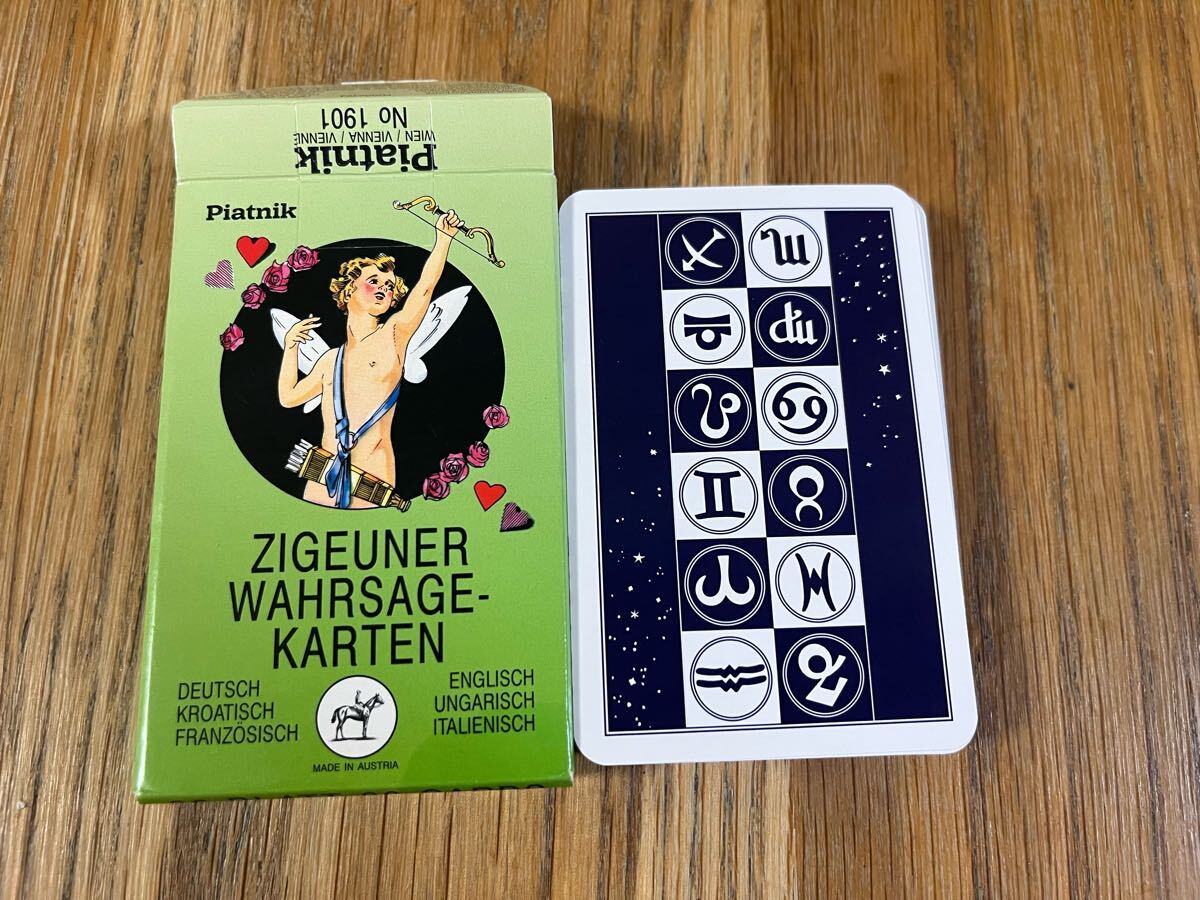 No 1901
WIEN / VIENNA / VIENNE
Piatnik
Piatnik
ZIGEUNER
WAHRSAGE-
KARTEN
DEUTSCH
KROATISCH
FRANZÖSISCH
ENGLISCH
UNGARISCH
ITALIENISCH
MADE IN AUSTRIA